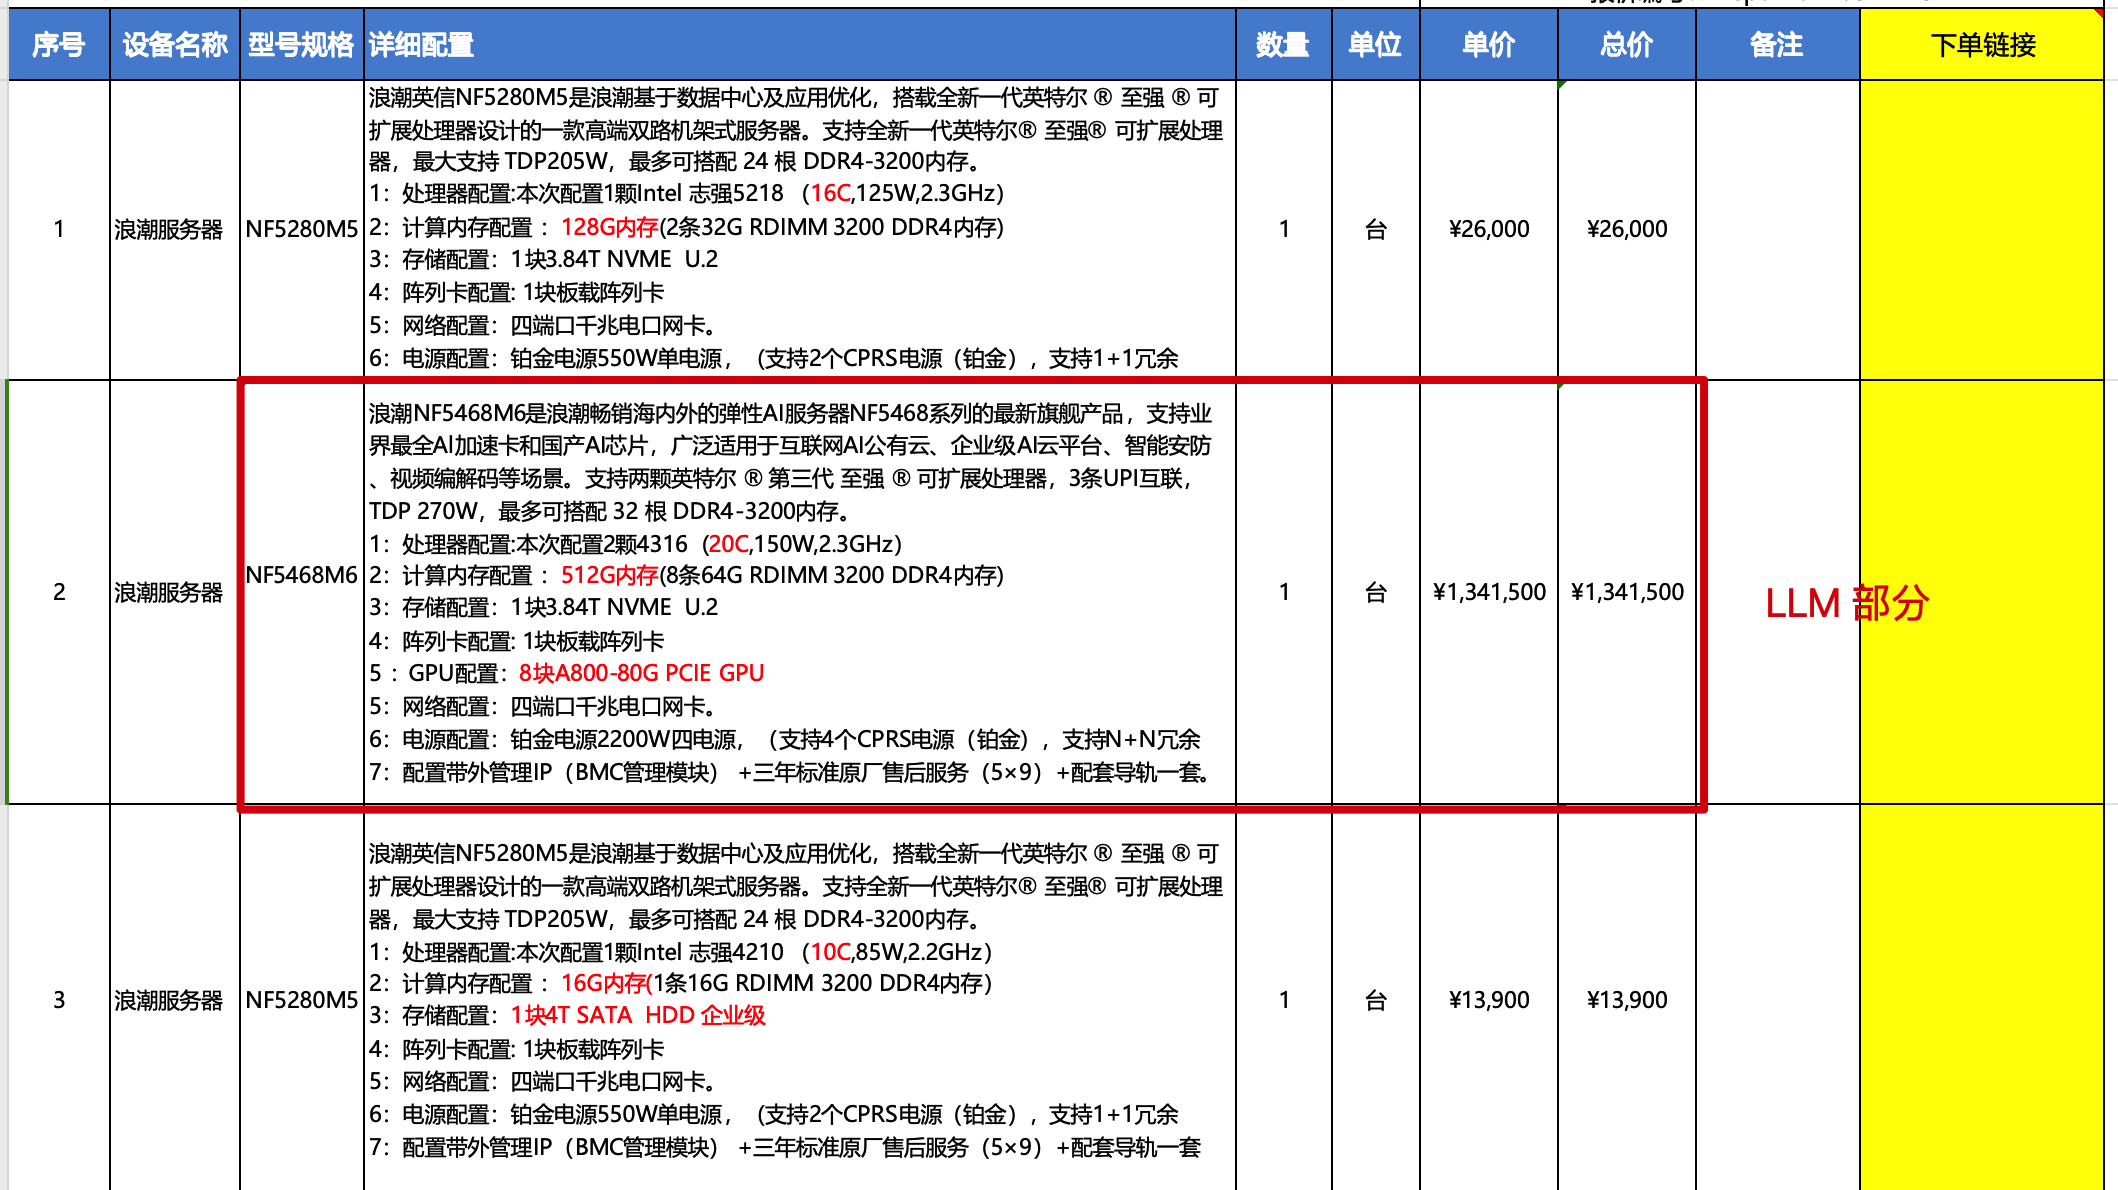 序号 设备名称 型号规格 详细配置 数量 单位 单价 总价 备注 下单链接
浪潮英信NF5280M5是浪潮基于数据中心及应用优化，搭载全新一代英特尔 ® 至强 ® 可
扩展处理器设计的一款高端双路机架式服务器。支持全新一代英特尔® 至强® 可扩展处理
器，最大支持 TDP205W，最多可搭配 24 根 DDR4-3200内存。
1：处理器配置:本次配置1颗Intel 志强5218 （16C,125W,2.3GHz）
1 浪潮服务器 NF5280M5 2：计算内存配置 ：128G内存(2条32G RDIMM 3200 DDR4内存) 1 台 ¥26,000 ¥26,000
3：存储配置：1块3.84T NVME U.2
4：阵列卡配置: 1块板载阵列卡
5：网络配置：四端口千兆电口网卡。
6：电源配置：铂金电源550W单电源，（支持2个CPRS电源（铂金），支持1+1冗余
浪潮NF5468M6是浪潮畅销海内外的弹性AI服务器NF5468系列的最新旗舰产品，支持业
界最全AI加速卡和国产AI芯片，广泛适用于互联网AI公有云、企业级AI云平台、智能安防
、视频编解码等场景。支持两颗英特尔 ® 第三代 至强 ® 可扩展处理器，3条UPI互联，
TDP 270W，最多可搭配 32 根 DDR4-3200内存。
1：处理器配置:本次配置2颗4316（20C,150W,2.3GHz）
NF5468M6 2：计算内存配置 ：512G内存(8条64G RDIMM 3200 DDR4内存)
2 浪潮服务器 3：存储配置：1块3.84T NVME U.2 1 台 ¥1,341,500 ¥1,341,500 LLM 部分
4：阵列卡配置: 1块板载阵列卡
5 ：GPU配置：8块A800-80G PCIE GPU
5：网络配置：四端口千兆电口网卡。
6：电源配置：铂金电源2200W四电源，（支持4个CPRS电源（铂金），支持N+N冗余
7：配置带外管理IP（BMC管理模块） +三年标准原厂售后服务（5×9）+配套导轨一套。
浪潮英信NF5280M5是浪潮基于数据中心及应用优化，搭载全新一代英特尔 ® 至强 ® 可
扩展处理器设计的一款高端双路机架式服务器。支持全新一代英特尔® 至强® 可扩展处理
器，最大支持 TDP205W，最多可搭配 24 根 DDR4-3200内存。
1：处理器配置:本次配置1颗Intel 志强4210 （10C,85W,2.2GHz）
2：计算内存配置 ：16G内存(1条16G RDIMM 3200 DDR4内存)
3 浪潮服务器 NF5280M5 3：存储配置：1块4T SATA HDD 企业级 1 台 ¥13,900 ¥13,900
4：阵列卡配置: 1块板载阵列卡
5：网络配置：四端口千兆电口网卡。
6：电源配置：铂金电源550W单电源，（支持2个CPRS电源（铂金），支持1+1冗余
7：配置带外管理IP（BMC管理模块） +三年标准原厂售后服务（5×9）+配套导轨一套